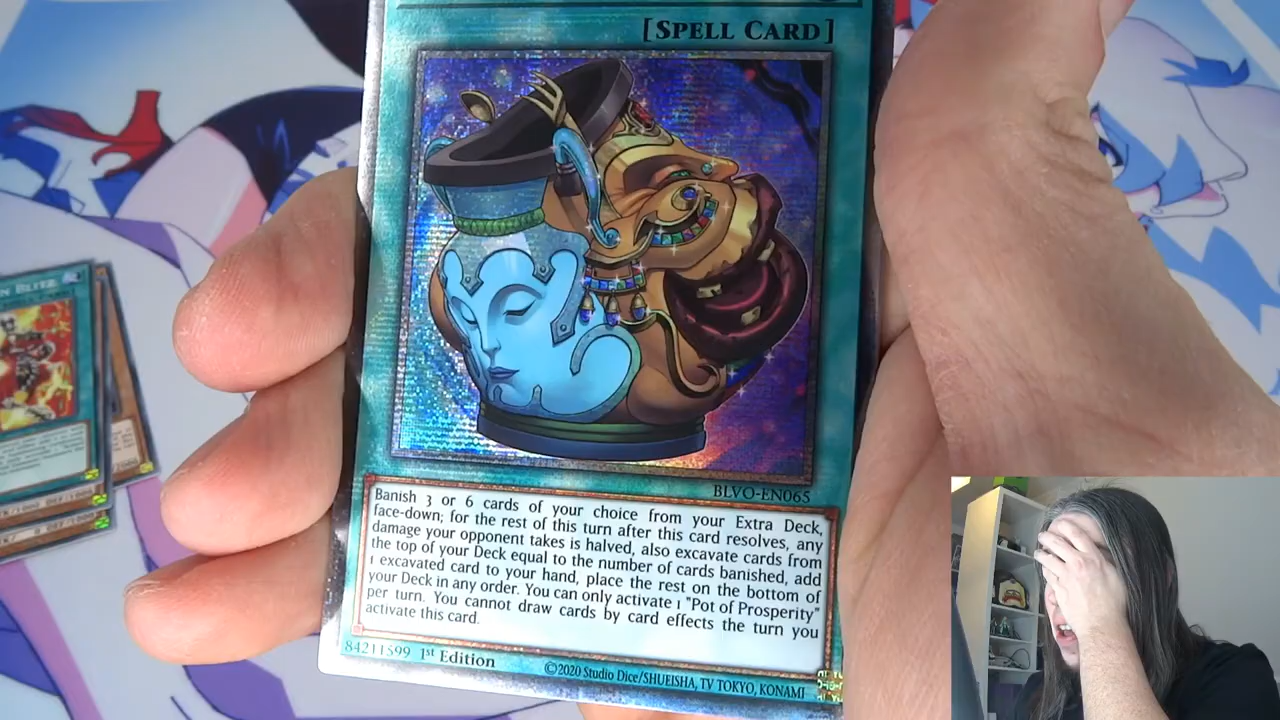 [SPELL CARD]
BLVO-EN065
Banish 3 or 6 cards of your choice from your Extra Deck,
face-down; for the rest of this turn after this card resolves, any
damage your opponent takes is halved, also excavate cards from
the top of your Deck equal to the number of cards banished, add
1 excavated card to your hand, place the rest on the bottom of
your Deck in any order. You can only activate 1 "Pot of Prosperity"
per turn. You cannot draw cards by card effects the turn you
activate this card.
84211599 1st Edition
©2020 Studio Dice/SHUEISHA, TV TOKYO, KONAMI